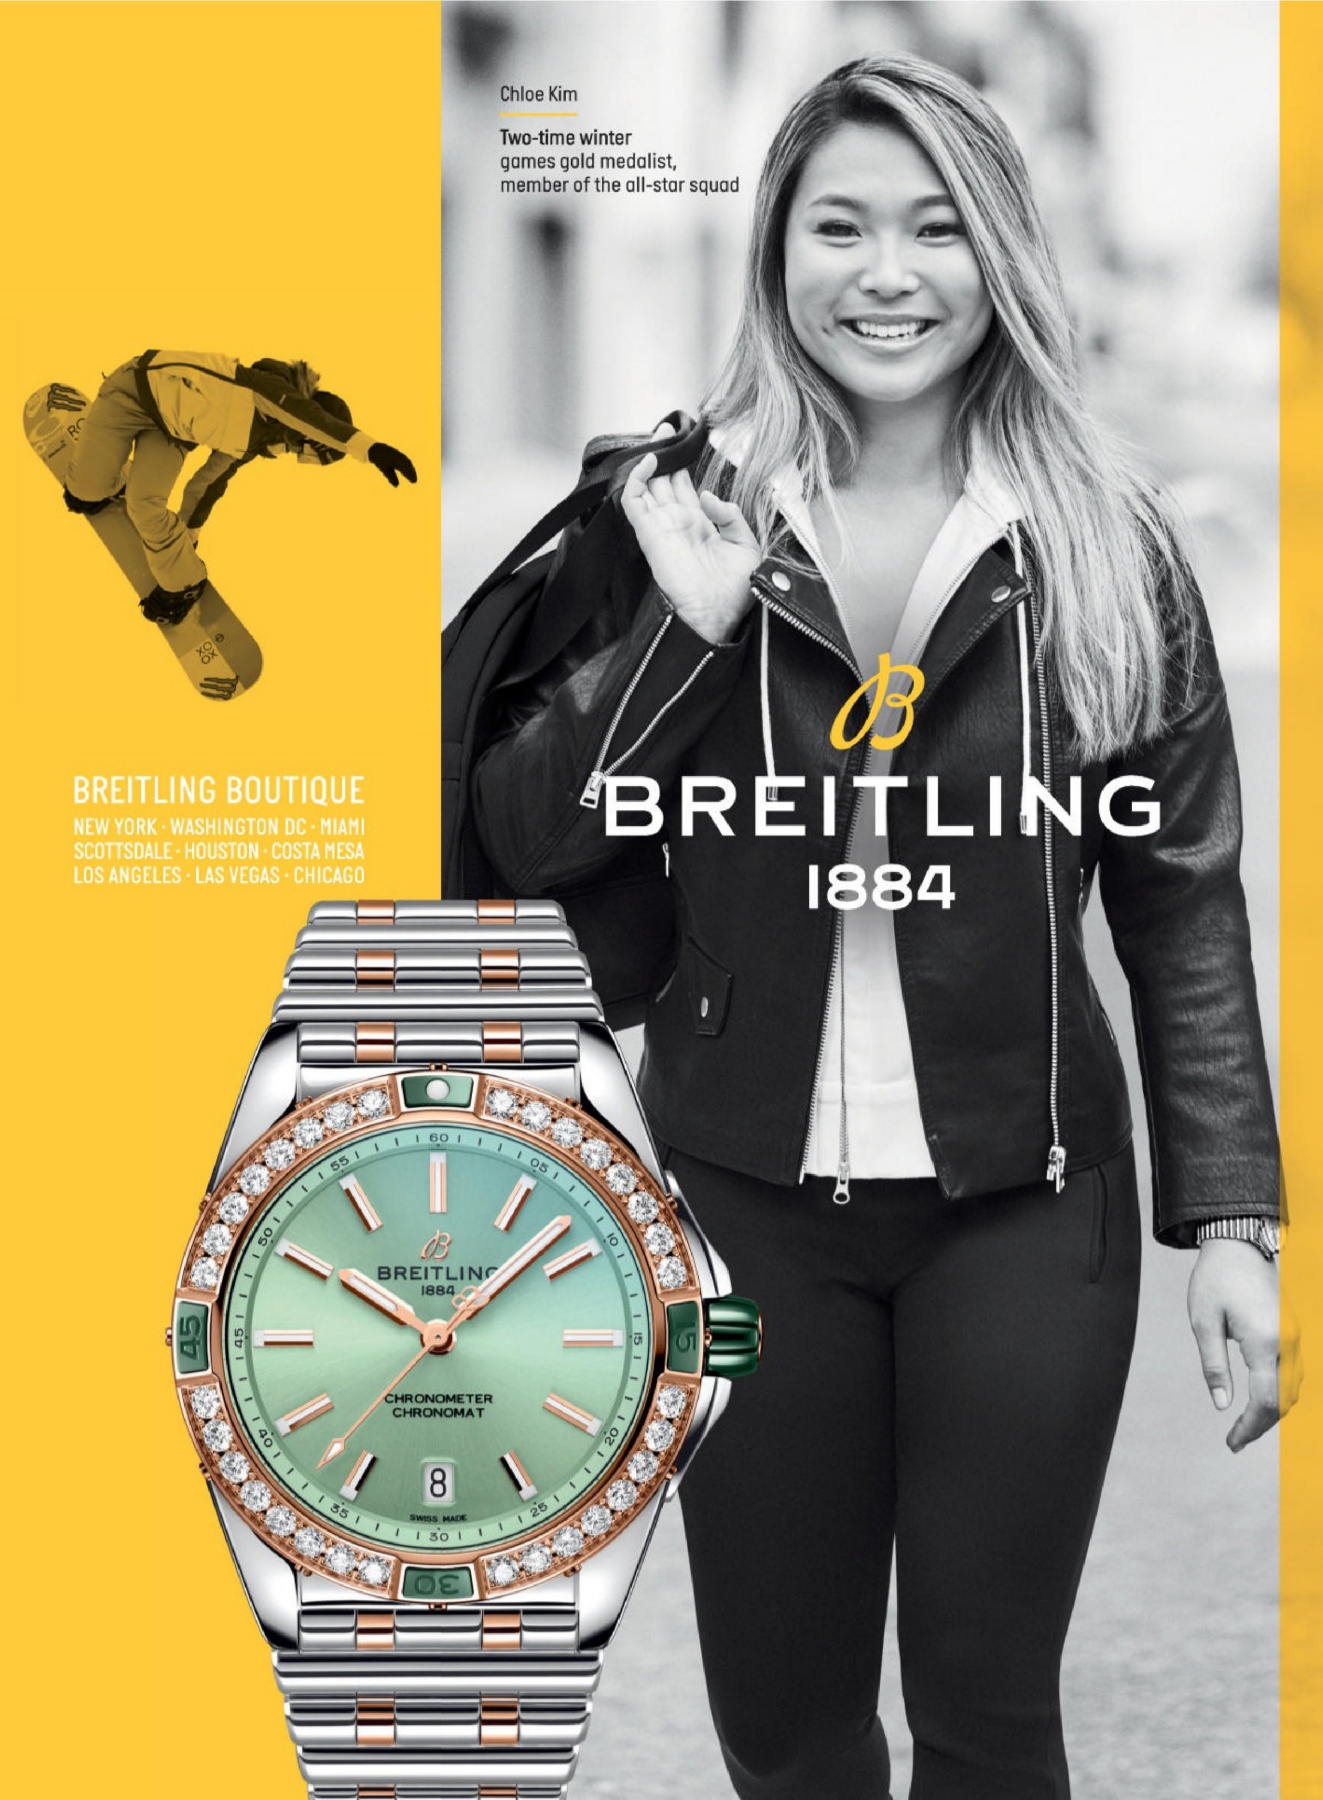 Chloe Kim
Two-time winter
games gold medalist,
member of the all-star squad
BREITLING BOUTIQUE
NEW YORK · WASHINGTON DC · MIAMI
SCOTTSDALE · HOUSTON · COSTA MESA
LOS ANGELES · LAS VEGAS · CHICAGO
B
BREITLING
1884
60
05
10
15
20
25
30
35
40
45
50
55
B
BREITLING
1884
CHRONOMETER
CHRONOMAT
8
SWISS MADE
15
30
45
XO
OX